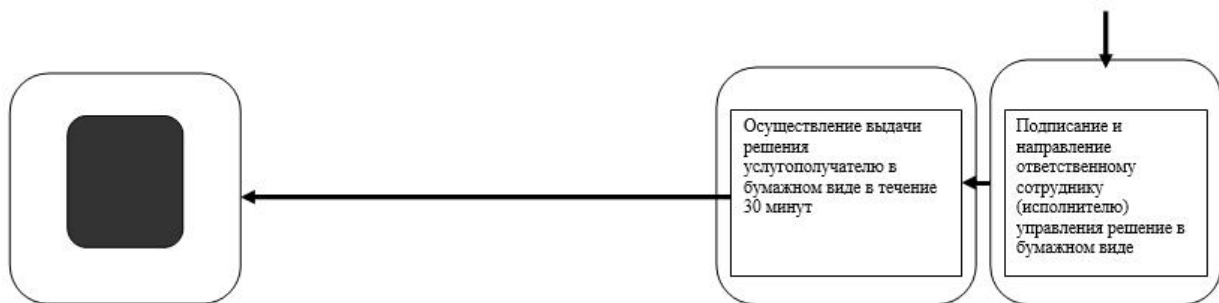 Осуществление выдачи
решения
услугополучателю в
бумажном виде в течение
30 минут
Подписание и
направление
ответственному
сотруднику
(исполнителю)
управления решение в
бумажном виде